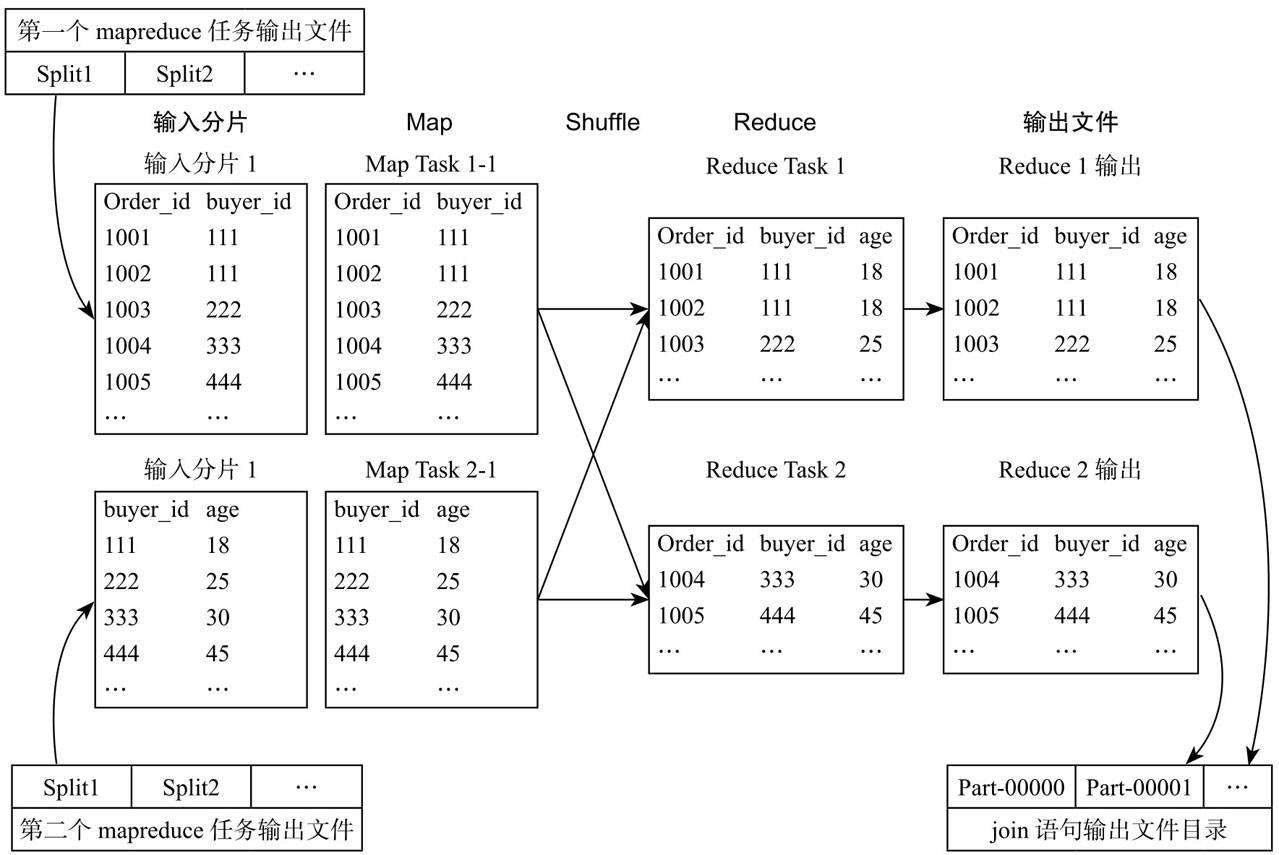 第一个 mapreduce 任务输出文件
Split1 Split2 …
输入分片 Map Shuffle Reduce 输出文件
输入分片 1
Order_id buyer_id
1001 111
1002 111
1003 222
1004 333
1005 444
… …
Map Task 1-1
Order_id buyer_id
1001 111
1002 111
1003 222
1004 333
1005 444
… …
Reduce Task 1
Order_id buyer_id age
1001 111 18
1002 111 18
1003 222 25
… … …
Reduce 1 输出
Order_id buyer_id age
1001 111 18
1002 111 18
1003 222 25
… … …
输入分片 1
buyer_id age
111 18
222 25
333 30
444 45
… …
Map Task 2-1
buyer_id age
111 18
222 25
333 30
444 45
… …
Reduce Task 2
Order_id buyer_id age
1004 333 30
1005 444 45
… … …
Reduce 2 输出
Order_id buyer_id age
1004 333 30
1005 444 45
… … …
Split1 Split2 …
第二个 mapreduce 任务输出文件
Part-00000 Part-00001 …
join 语句输出文件目录